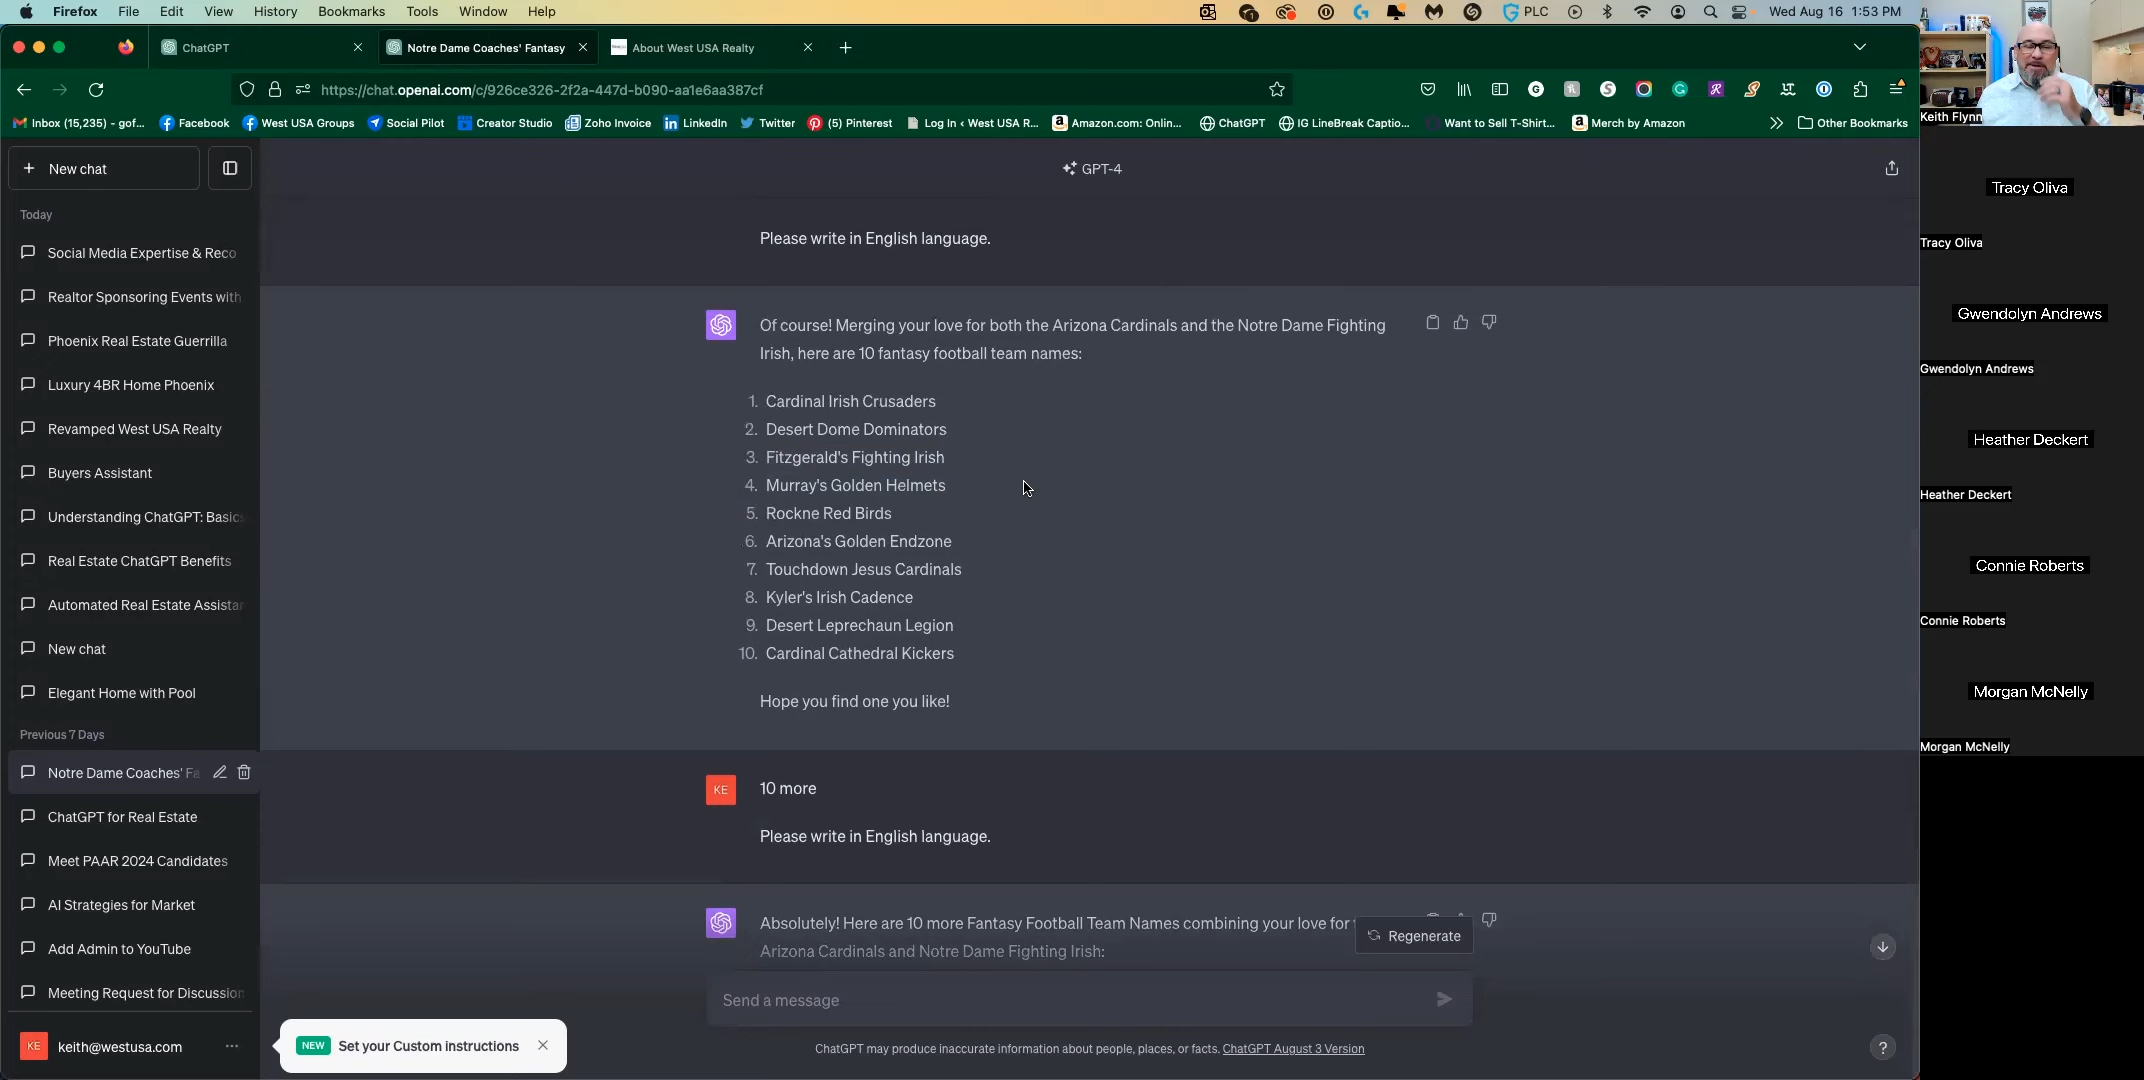 Firefox File Edit View History Bookmarks Tools Window Help
PLC
Wed Aug 16 1:53 PM
ChatGPT
Notre Dame Coaches' Fantasy
About West USA Realty
https://chat.openai.com/c/926ce326-2f2a-447d-b090-aa1e6aa387cf
Inbox (15,235) - gof...
Facebook
West USA Groups
Social Pilot
Creator Studio
Zoho Invoice
LinkedIn
Twitter
(5) Pinterest
Log In ‹ West USA R...
Amazon.com: Onlin...
ChatGPT
IG LineBreak Captio...
Want to Sell T-Shirt...
Merch by Amazon
Other Bookmarks
New chat
Today
Social Media Expertise & Reco
Realtor Sponsoring Events with
Phoenix Real Estate Guerrilla
Luxury 4BR Home Phoenix
Revamped West USA Realty
Buyers Assistant
Understanding ChatGPT: Basics
Real Estate ChatGPT Benefits
Automated Real Estate Assistan
New chat
Elegant Home with Pool
Previous 7 Days
Notre Dame Coaches' Fa
ChatGPT for Real Estate
Meet PAAR 2024 Candidates
AI Strategies for Market
Add Admin to YouTube
Meeting Request for Discussion
KE
keith@westusa.com
GPT-4
Please write in English language.
Of course! Merging your love for both the Arizona Cardinals and the Notre Dame Fighting
Irish, here are 10 fantasy football team names:
1. Cardinal Irish Crusaders
2. Desert Dome Dominators
3. Fitzgerald's Fighting Irish
4. Murray's Golden Helmets
5. Rockne Red Birds
6. Arizona's Golden Endzone
7. Touchdown Jesus Cardinals
8. Kyler's Irish Cadence
9. Desert Leprechaun Legion
10. Cardinal Cathedral Kickers
Hope you find one you like!
KE
10 more
Please write in English language.
Absolutely! Here are 10 more Fantasy Football Team Names combining your love for
Arizona Cardinals and Notre Dame Fighting Irish:
Regenerate
Send a message
NEW Set your Custom instructions
ChatGPT may produce inaccurate information about people, places, or facts. ChatGPT August 3 Version
?
Keith Flynn
Tracy Oliva
Tracy Oliva
Gwendolyn Andrews
Gwendolyn Andrews
Heather Deckert
Heather Deckert
Connie Roberts
Connie Roberts
Morgan McNelly
Morgan McNelly